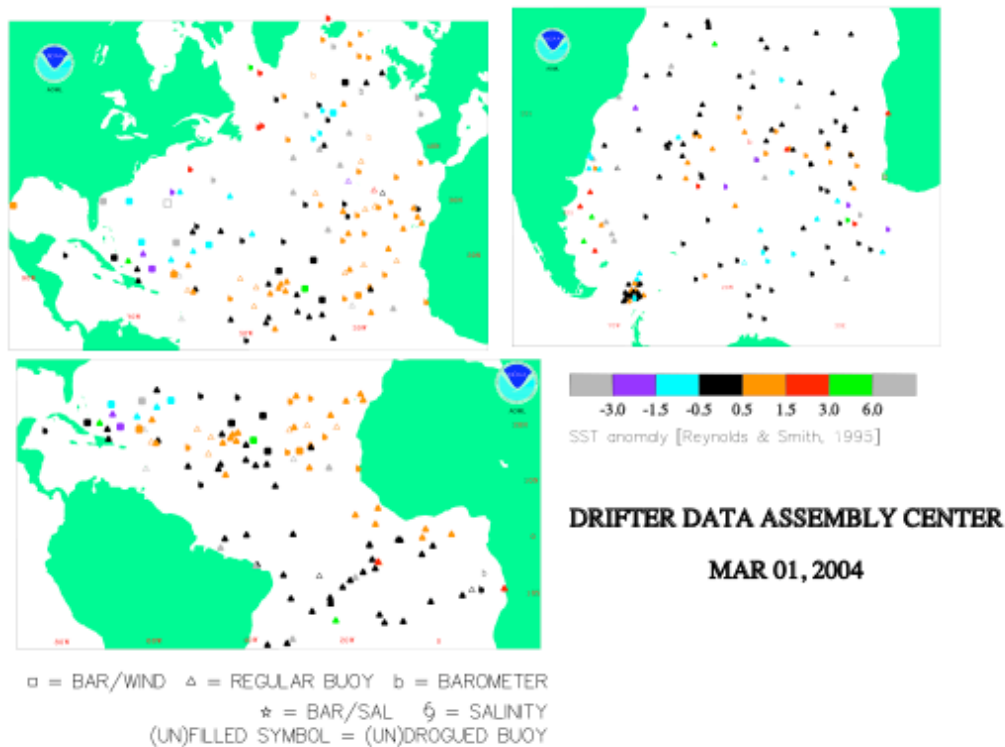 -3.0 -1.5 -0.5 0.5 1.5 3.0 6.0
SST anomaly [Reynolds & Smith, 1995]
DRIFTER DATA ASSEMBLY CENTER
MAR 01, 2004
□ = BAR/WIND △ = REGULAR BUOY b = BAROMETER
☆ = BAR/SAL = SALINITY
(UN)FILLED SYMBOL = (UN)DROGUED BUOY